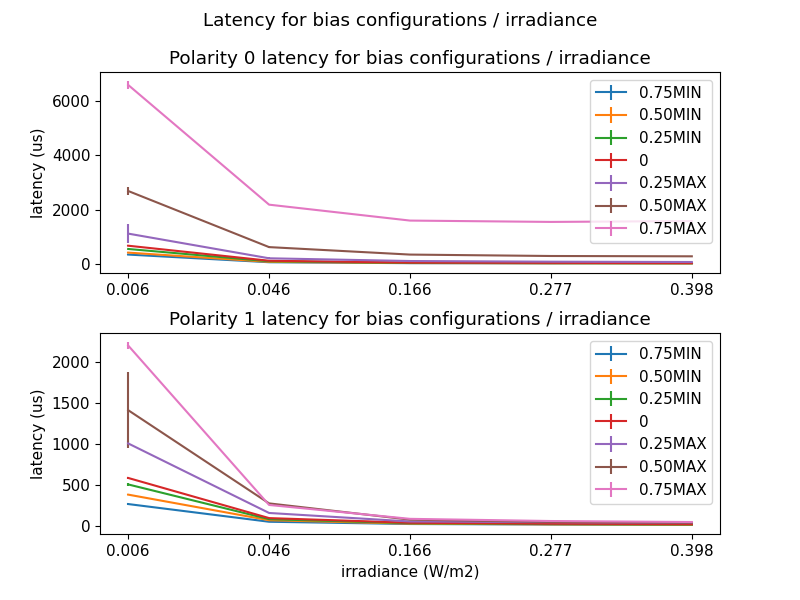 Latency for bias configurations / irradiance
Polarity 0 latency for bias configurations / irradiance
latency (us)
6000
4000
2000
0
0.006 0.046 0.166 0.277 0.398
0.75MIN
0.50MIN
0.25MIN
0
0.25MAX
0.50MAX
0.75MAX
Polarity 1 latency for bias configurations / irradiance
latency (us)
2000
1500
1000
500
0
0.006 0.046 0.166 0.277 0.398
0.75MIN
0.50MIN
0.25MIN
0
0.25MAX
0.50MAX
0.75MAX
irradiance (W/m2)